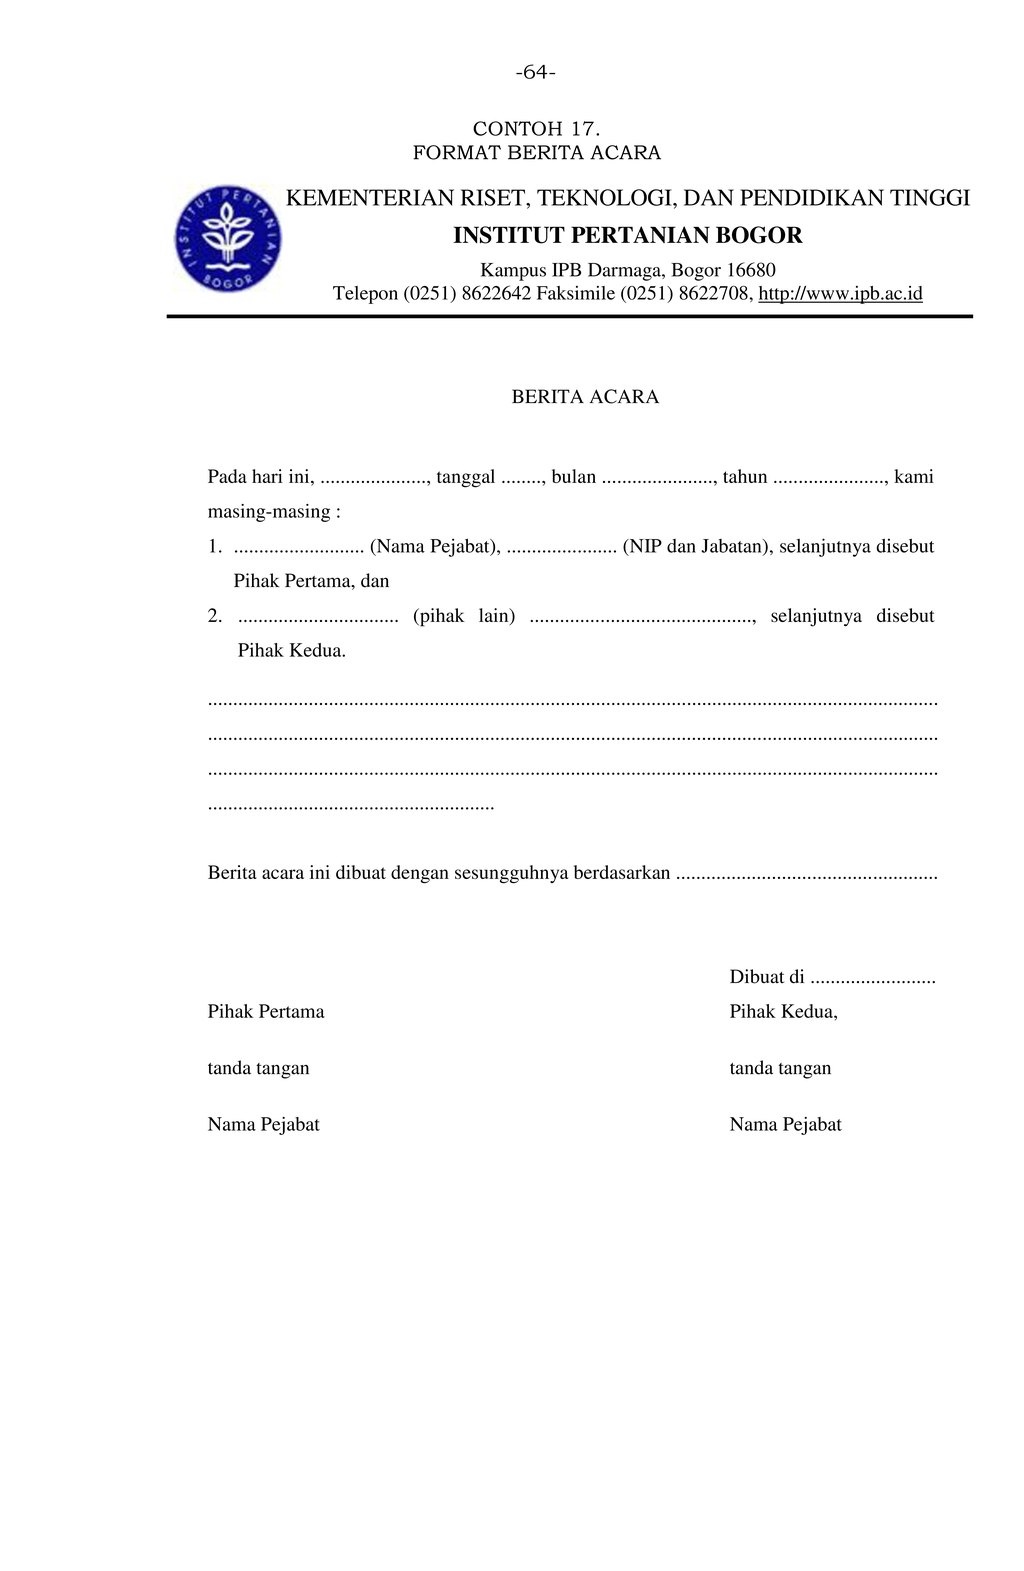 -64-
CONTOH 17.
FORMAT BERITA ACARA
INSTITUT PERTANIAN BOGOR
KEMENTERIAN RISET, TEKNOLOGI, DAN PENDIDIKAN TINGGI
INSTITUT PERTANIAN BOGOR
Kampus IPB Darmaga, Bogor 16680
Telepon (0251) 8622642 Faksimile (0251) 8622708, http://www.ipb.ac.id
BERITA ACARA
Pada hari ini, ....................., tanggal ........, bulan ......................, tahun ......................, kami
masing-masing :
1. .......................... (Nama Pejabat), ...................... (NIP dan Jabatan), selanjutnya disebut
Pihak Pertama, dan
2. ................................ (pihak lain) ............................................, selanjutnya disebut
Pihak Kedua.
.................................................................................................................................................
.................................................................................................................................................
.................................................................................................................................................
.........................................................
Berita acara ini dibuat dengan sesungguhnya berdasarkan ....................................................
Dibuat di .........................
Pihak Pertama Pihak Kedua,
tanda tangan tanda tangan
Nama Pejabat Nama Pejabat